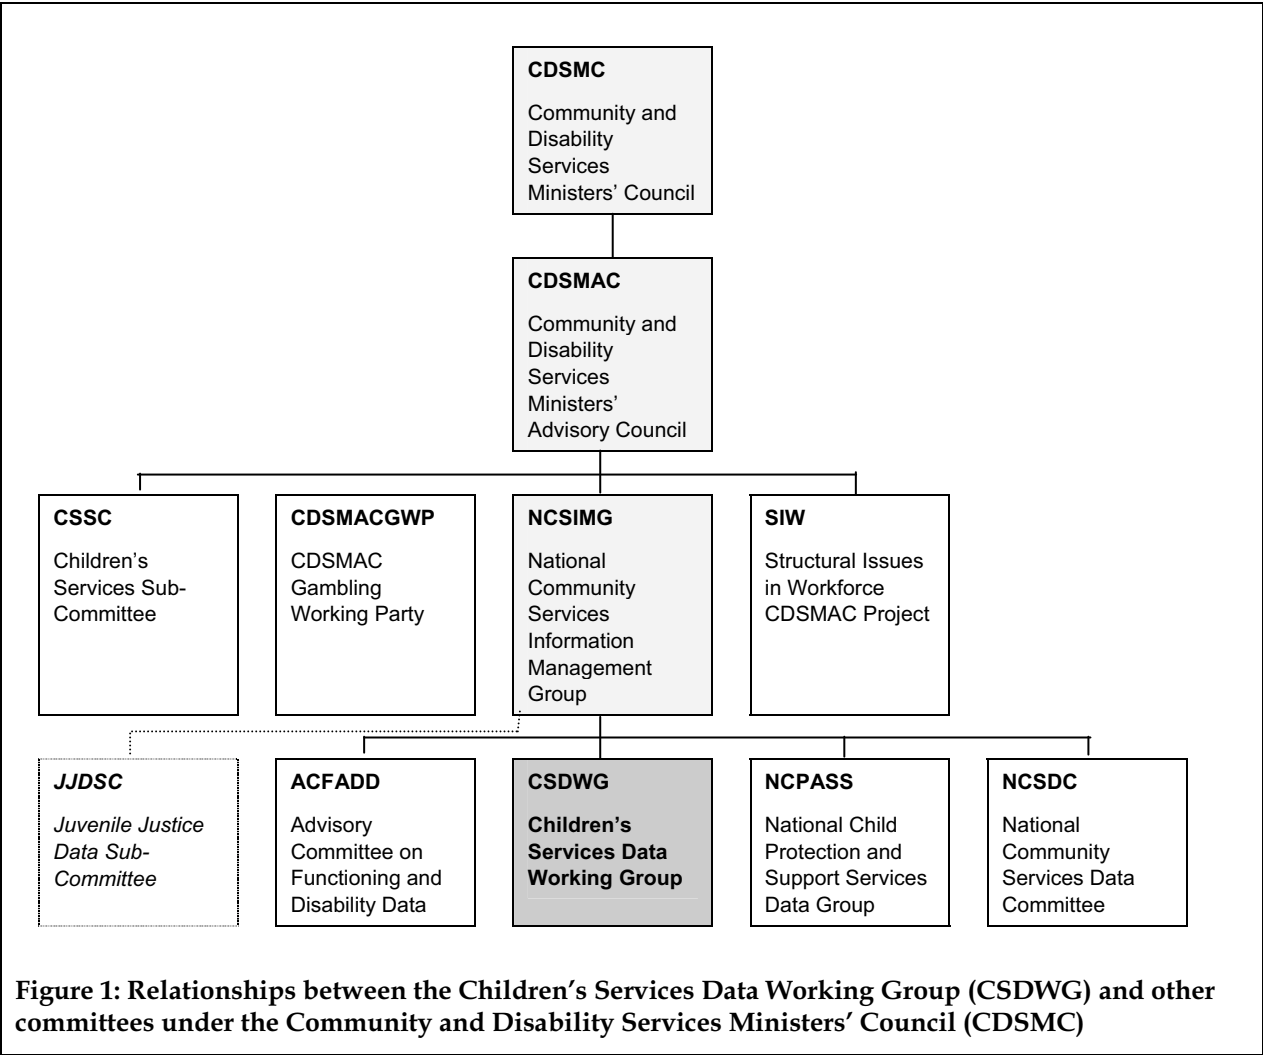 CDSMC
Community and
Disability
Services
Ministers’ Council
CDSMAC
Community and
Disability
Services
Ministers’
Advisory Council
CSSC
Children’s
Services Sub-
Committee
CDSMACGWP
CDSMAC
Gambling
Working Party
NCSIMG
National
Community
Services
Information
Management
Group
SIW
Structural Issues
in Workforce
CDSMAC Project
JJDSC
Juvenile Justice
Data Sub-
Committee
ACFADD
Advisory
Committee on
Functioning and
Disability Data
CSDWG
Children’s
Services Data
Working Group
NCPASS
National Child
Protection and
Support Services
Data Group
NCSDC
National
Community
Services Data
Committee
Figure 1: Relationships between the Children’s Services Data Working Group (CSDWG) and other
committees under the Community and Disability Services Ministers’ Council (CDSMC)